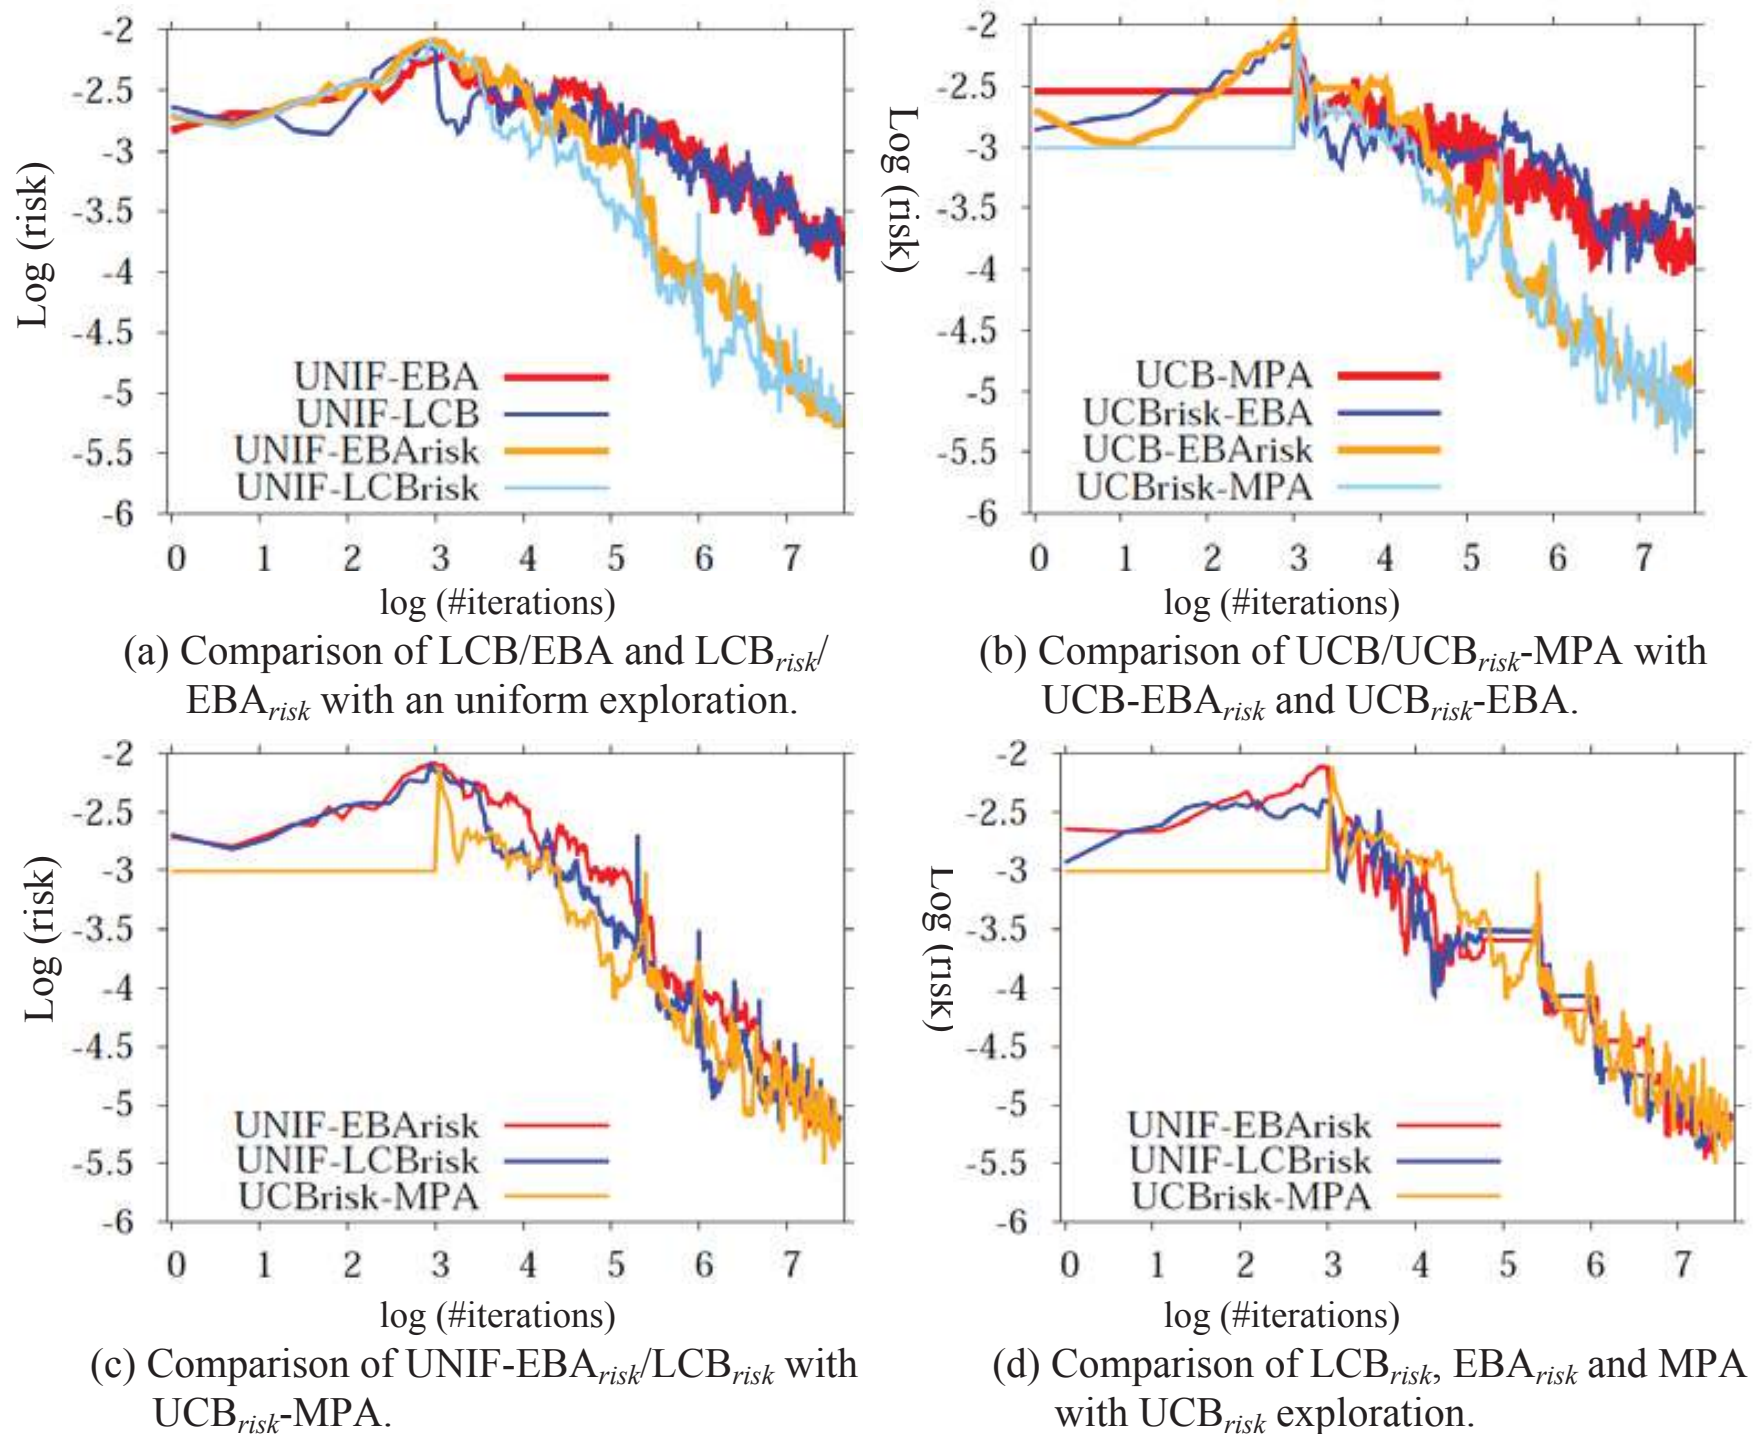 -2
-2.5
-3
-3.5
-4
-4.5
-5
-5.5
-6
Log (risk)
UNIF-EBA
UNIF-LCB
UNIF-EBArisk
UNIF-LCBrisk
0 1 2 3 4 5 6 7
log (#iterations)
(a) Comparison of LCB/EBA and LCBrisk/
EBArisk with an uniform exploration.
-2
-2.5
-3
-3.5
-4
-4.5
-5
-5.5
-6
Log (risk)
UCB-MPA
UCBrisk-EBA
UCB-EBArisk
UCBrisk-MPA
0 1 2 3 4 5 6 7
log (#iterations)
(b) Comparison of UCB/UCBrisk-MPA with
UCB-EBArisk and UCBrisk-EBA.
-2
-2.5
-3
-3.5
-4
-4.5
-5
-5.5
-6
Log (risk)
UNIF-EBArisk
UNIF-LCBrisk
UCBrisk-MPA
0 1 2 3 4 5 6 7
log (#iterations)
(c) Comparison of UNIF-EBArisk/LCBrisk with
UCBrisk-MPA.
-2
-2.5
-3
-3.5
-4
-4.5
-5
-5.5
-6
Log (risk)
UNIF-EBArisk
UNIF-LCBrisk
UCBrisk-MPA
0 1 2 3 4 5 6 7
log (#iterations)
(d) Comparison of LCBrisk, EBArisk and MPA
with UCBrisk exploration.